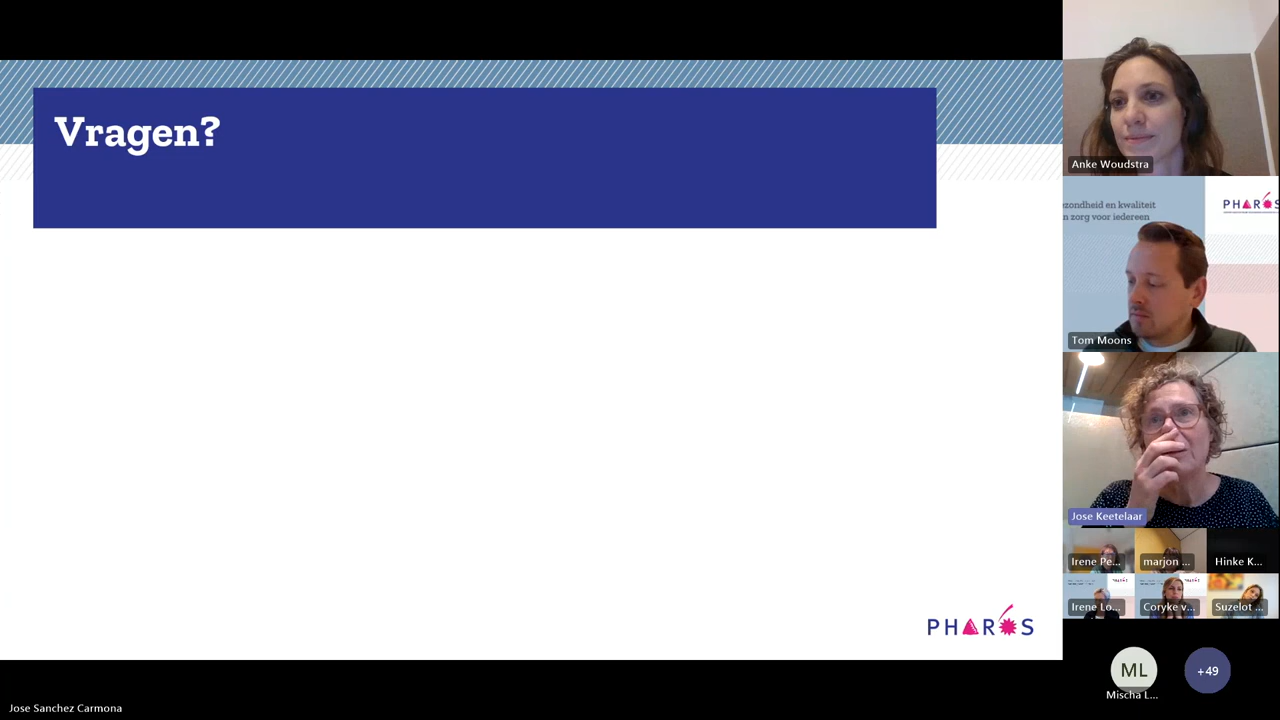 Vragen?
PHAROS
Jose Sanchez Carmona
Anke Woudstra
ezondheid en kwaliteit
n zorg voor iedereen
PHAROS
Tom Moons
Jose Keetelaar
Irene Pe...
marjon ...
Hinke K...
Irene Lo...
Coryke v...
Suzelot ...
ML
+49
Mischa L...